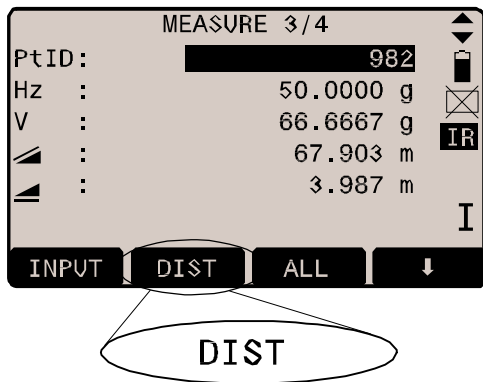 MEASURE 3/4
PtID: 982
Hz : 50.0000 g
V : 66.6667 g
: 67.903 m
: 3.987 m
IR
I
INPUT DIST ALL
DIST